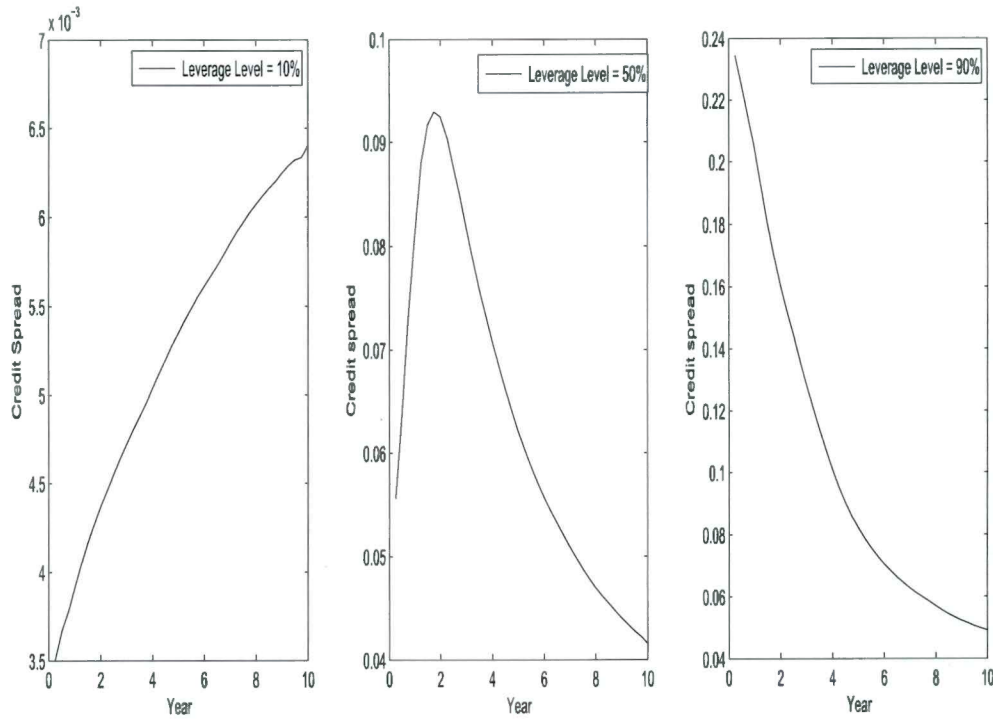 x 10⁻³
7
6.5
6
5.5
5
4.5
4
3.5
0 2 4 6 8 10
Credit Spread
Year
Leverage Level = 10%
0.1
0.09
0.08
0.07
0.06
0.05
0.04
0 2 4 6 8 10
Credit spread
Year
Leverage Level = 50%
0.24
0.22
0.2
0.18
0.16
0.14
0.12
0.1
0.08
0.06
0.04
0 2 4 6 8 10
Credit spread
Year
Leverage Level = 90%